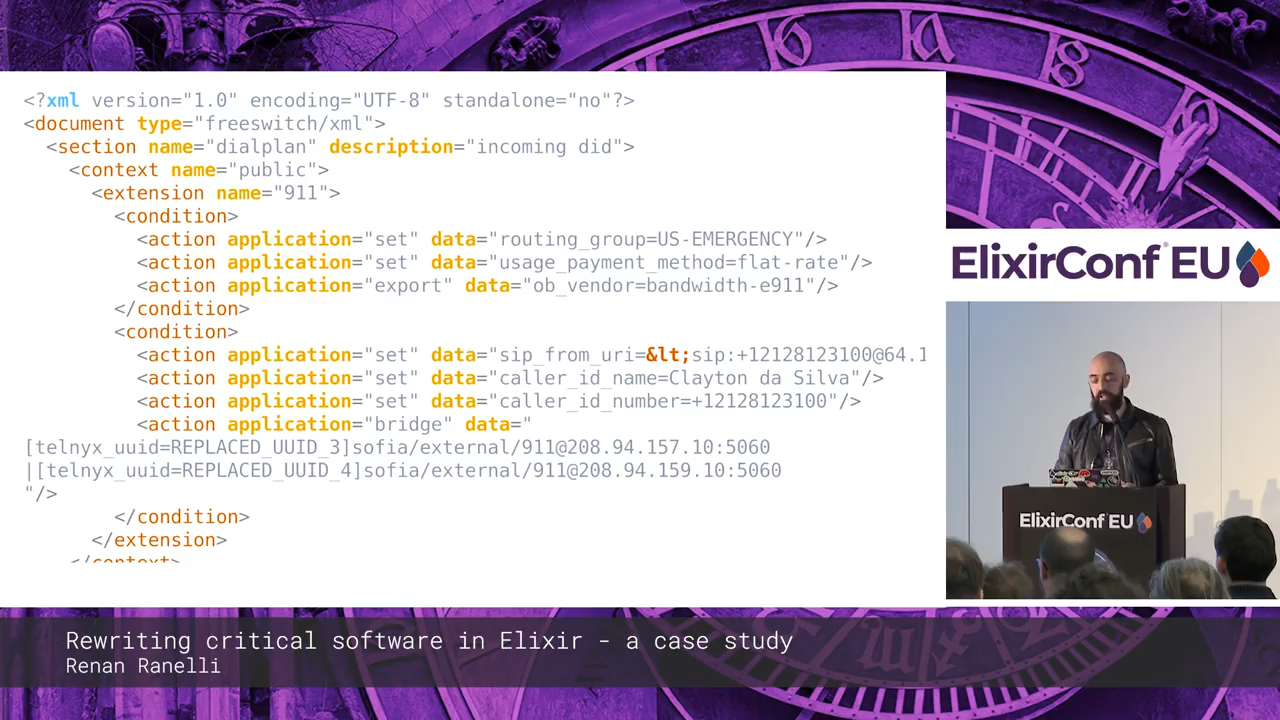 <?xml version="1.0" encoding="UTF-8" standalone="no"?>
<document type="freeswitch/xml">
<section name="dialplan" description="incoming did">
<context name="public">
<extension name="911">
<condition>
<action application="set" data="routing_group=US-EMERGENCY"/>
<action application="set" data="usage_payment_method=flat-rate"/>
<action application="export" data="ob_vendor=bandwidth-e911"/>
</condition>
<condition>
<action application="set" data="sip_from_uri=&lt;sip:+12128123100@64.1
<action application="set" data="caller_id_name=Clayton da Silva"/>
<action application="set" data="caller_id_number=+12128123100"/>
<action application="bridge" data="
[telnyx_uuid=REPLACED_UUID_3]sofia/external/911@208.94.157.10:5060
|[telnyx_uuid=REPLACED_UUID_4]sofia/external/911@208.94.159.10:5060
"/>
</condition>
</extension>
</context>
ElixirConf® EU
ElixirConf EU
Rewriting critical software in Elixir - a case study
Renan Ranelli